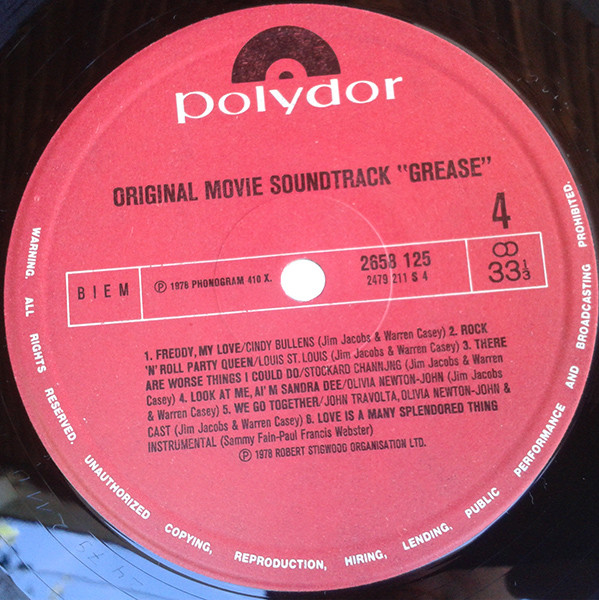 polydor
ORIGINAL MOVIE SOUNDTRACK "GREASE"
4
BIEM
Ⓟ 1978 PHONOGRAM 410 X.
2658 125
2479 211 S 4
33 1/3
1. FREDDY, MY LOVE/CINDY BULLENS (Jim Jacobs & Warren Casey) 2. ROCK
'N' ROLL PARTY QUEEN/LOUIS ST. LOUIS (Jim Jacobs & Warren Casey) 3. THERE
ARE WORSE THINGS I COULD DO/STOCKARD CHANNJNG (Jim Jacobs & Warren
Casey) 4. LOOK AT ME, AI'M SANDRA DEE/OLIVIA NEWTON-JOHN (Jim Jacobs
& Warren Casey) 5. WE GO TOGETHER/JOHN TRAVOLTA, OLIVIA NEWTON-JOHN &
CAST (Jim Jacobs & Warren Casey) 6. LOVE IS A MANY SPLENDORED THING
INSTRUMENTAL (Sammy Fain-Paul Francis Webster)
Ⓟ 1978 ROBERT STIGWOOD ORGANISATION LTD.
WARNING. ALL RIGHTS RESERVED. UNAUTHORIZED COPYING, REPRODUCTION, HIRING, LENDING, PUBLIC PERFORMANCE AND BROADCASTING PROHIBITED.